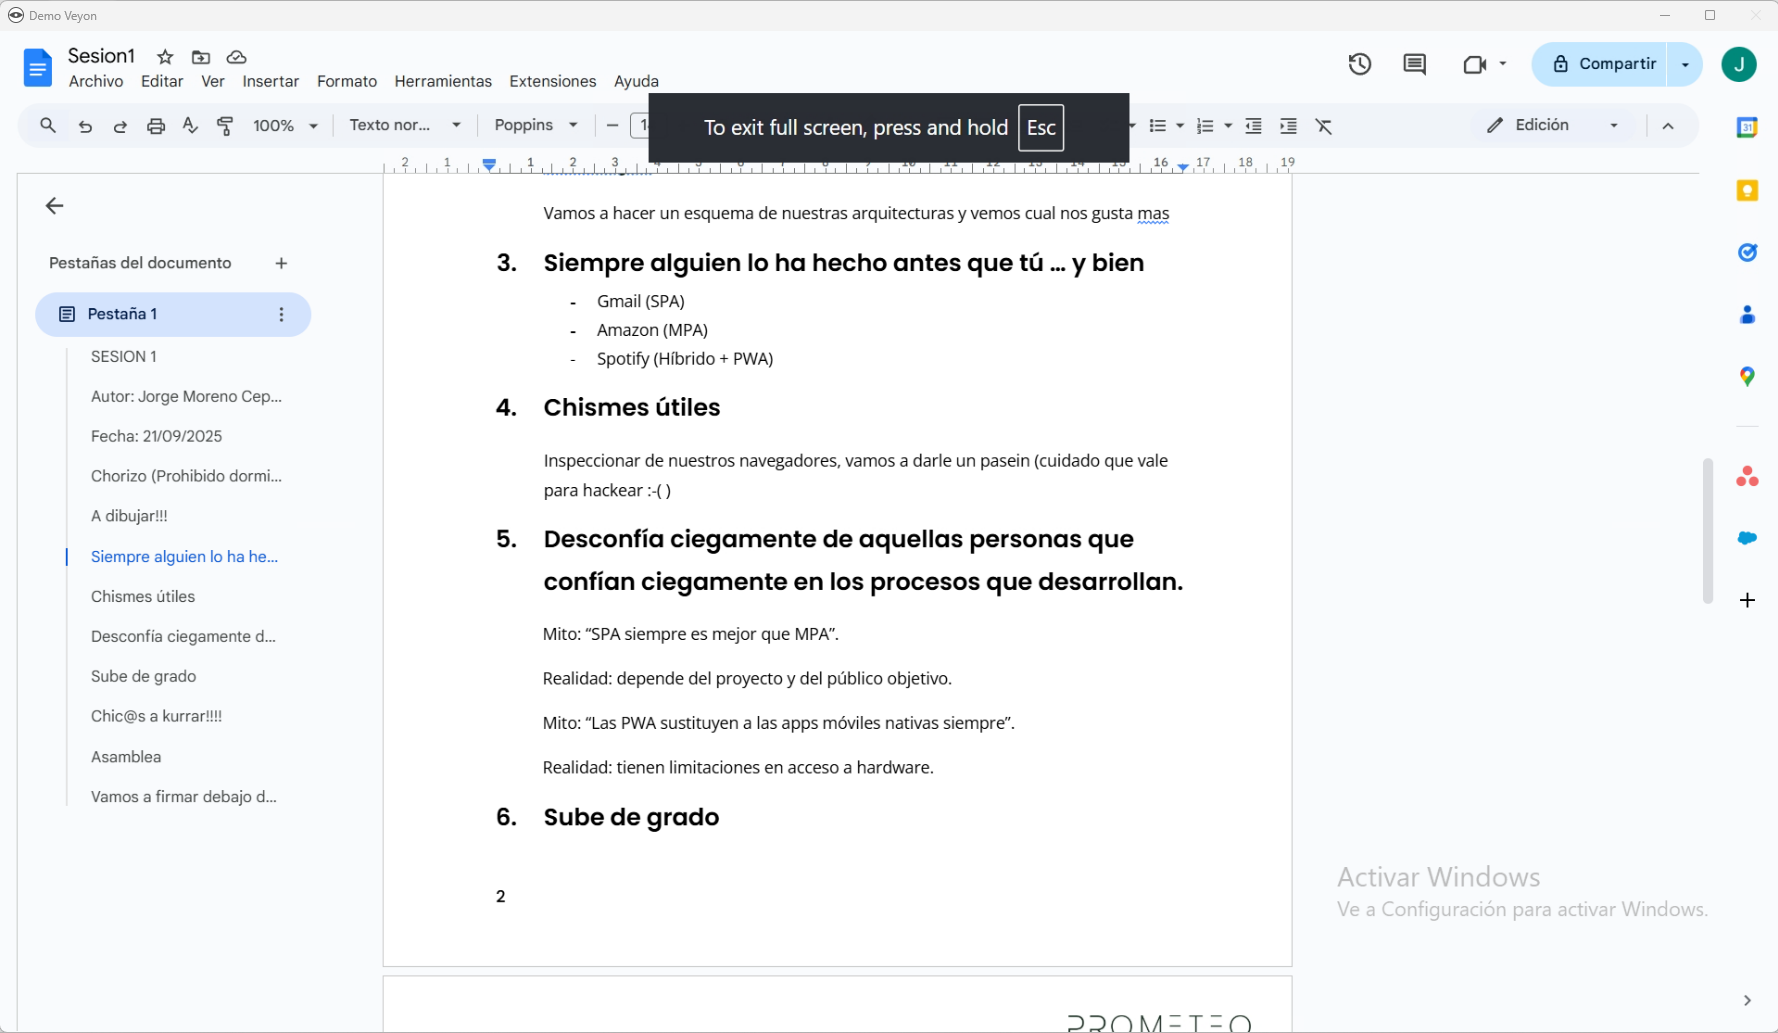 Demo Veyon
Sesion1
Archivo Editar Ver Insertar Formato Herramientas Extensiones Ayuda
Compartir
J
To exit full screen, press and hold Esc
100% Texto nor... Poppins
Edición
31
2 1 1 2 3 16 17 18 19
Pestañas del documento
Pestaña 1
SESION 1
Autor: Jorge Moreno Cep...
Fecha: 21/09/2025
Chorizo (Prohibido dormi...
A dibujar!!!
Siempre alguien lo ha he...
Chismes útiles
Desconfía ciegamente d...
Sube de grado
Chic@s a kurrar!!!!
Asamblea
Vamos a firmar debajo d...
Vamos a hacer un esquema de nuestras arquitecturas y vemos cual nos gusta mas
3. Siempre alguien lo ha hecho antes que tú ... y bien
- Gmail (SPA)
- Amazon (MPA)
- Spotify (Híbrido + PWA)
4. Chismes útiles
Inspeccionar de nuestros navegadores, vamos a darle un pasein (cuidado que vale
para hackear :-( )
5. Desconfía ciegamente de aquellas personas que
confían ciegamente en los procesos que desarrollan.
Mito: “SPA siempre es mejor que MPA”.
Realidad: depende del proyecto y del público objetivo.
Mito: “Las PWA sustituyen a las apps móviles nativas siempre”.
Realidad: tienen limitaciones en acceso a hardware.
6. Sube de grado
2
Activar Windows
Ve a Configuración para activar Windows.
PROMETEO